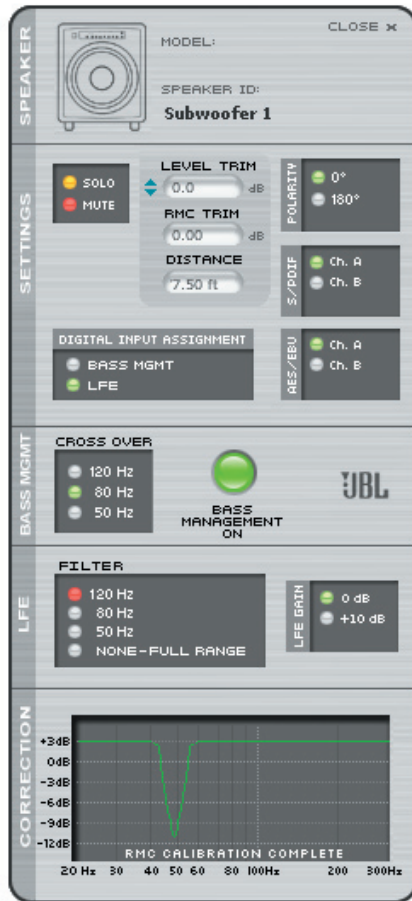 SPEAKER
CLOSE ×
MODEL:
SPEAKER ID:
Subwoofer 1
SETTINGS
SOLO
MUTE
LEVEL TRIM
0.0 dB
RMC TRIM
0.00 dB
DISTANCE
7.50 ft
POLARITY
0°
180°
S/PDIF
Ch. A
Ch. B
DIGITAL INPUT ASSIGNMENT
BASS MGMT
LFE
AES/EBU
Ch. A
Ch. B
BASS MGMT
CROSS OVER
120 Hz
80 Hz
50 Hz
BASS
MANAGEMENT
ON
JBL
LFE
FILTER
120 Hz
80 Hz
50 Hz
NONE-FULL RANGE
LFE GAIN
0 dB
+10 dB
CORRECTION
+3dB
0dB
-3dB
-6dB
-9dB
-12dB
RMC CALIBRATION COMPLETE
20 Hz 30 40 50 60 80 100Hz 200 300Hz